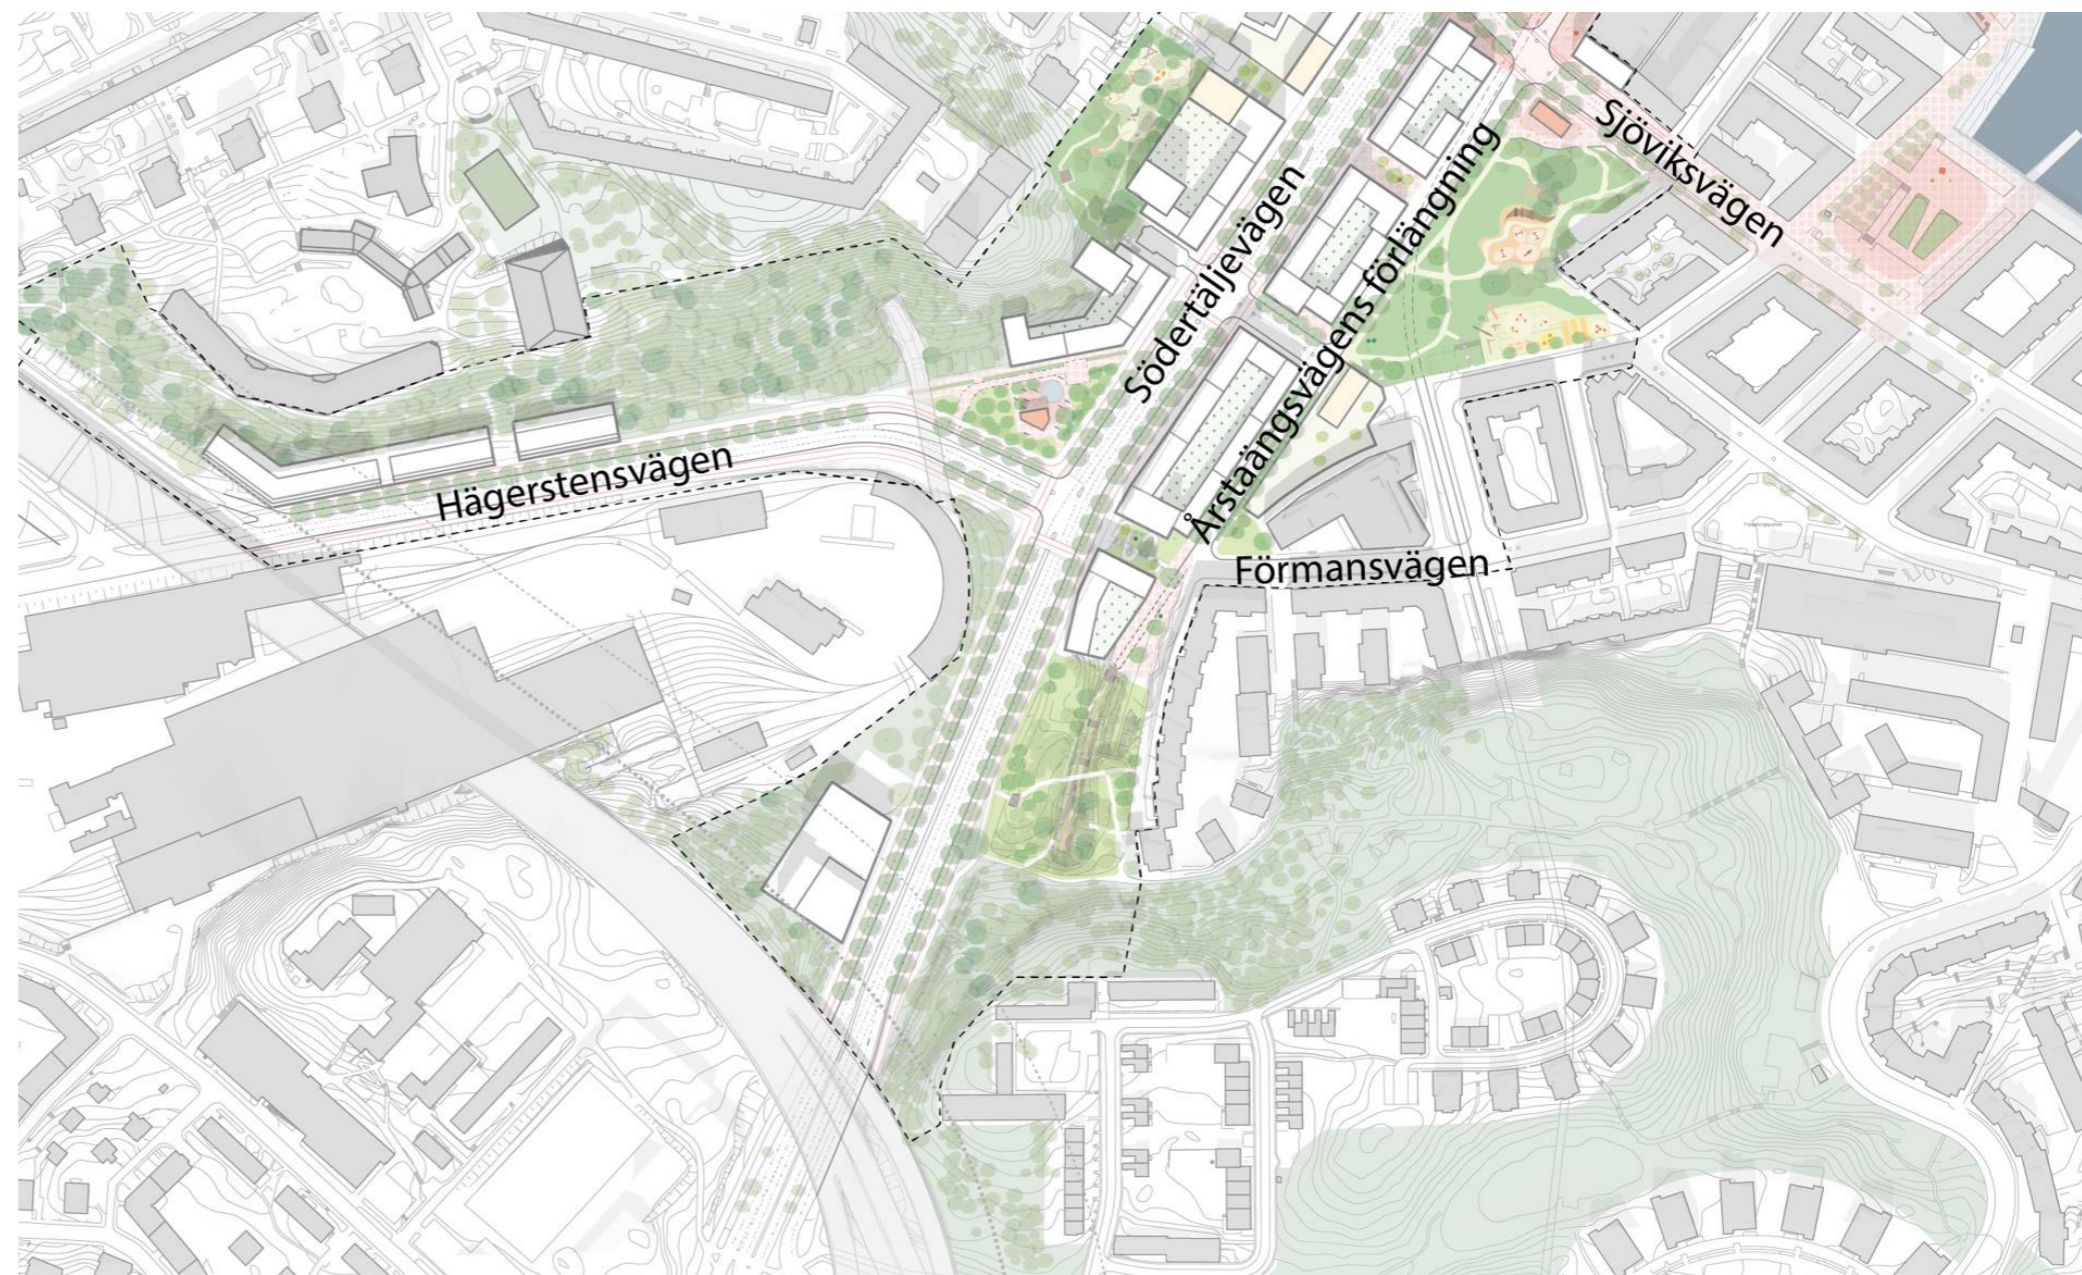 Sjöviksvägen
Södertäljevägen
Årstaängsvägens förlängning
Hägerstensvägen
Förmansvägen